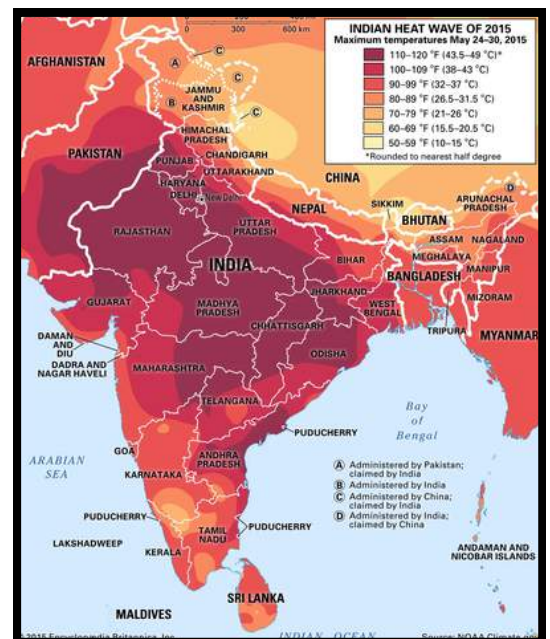 400 km
0 300 600 km
INDIAN HEAT WAVE OF 2015
Maximum temperatures May 24–30, 2015
110–120 °F (43.5–49 °C)*
100–109 °F (38–43 °C)
90–99 °F (32–37 °C)
80–89 °F (26.5–31.5 °C)
70–79 °F (21–26 °C)
60–69 °F (15.5–20.5 °C)
50–59 °F (10–15 °C)
*Rounded to nearest half degree
AFGHANISTAN
A
C
C
B
JAMMU
AND
KASHMIR
C
HIMACHAL
PRADESH
PAKISTAN
PUNJAB
CHANDIGARH
UTTARAKHAND
CHINA
HARYANA
DELHI
New Delhi
NEPAL
SIKKIM
BHUTAN
D
ARUNACHAL
PRADESH
RAJASTHAN
UTTAR
PRADESH
ASSAM
NAGALAND
INDIA
BIHAR
MEGHALAYA
BANGLADESH
MANIPUR
GUJARAT
MADHYA
PRADESH
JHARKHAND
WEST
BENGAL
MIZORAM
CHHATTISGARH
TRIPURA
MYANMAR
DAMAN
AND
DIU
DADRA AND
NAGAR HAVELI
MAHARASHTRA
ODISHA
TELANGANA
Bay
of
Bengal
PUDUCHERRY
GOA
ANDHRA
PRADESH
ARABIAN
SEA
KARNATAKA
A Administered by Pakistan;
claimed by India
B Administered by India
C Administered by China;
claimed by India
D Administered by India;
claimed by China
PUDUCHERRY
PUDUCHERRY
TAMIL
NADU
LAKSHADWEEP
KERALA
ANDAMAN AND
NICOBAR ISLANDS
SRI LANKA
MALDIVES
INDIAN OCEAN
2015 Encyclopædia Britannica, Inc.
Source: NOAA Climate.gov